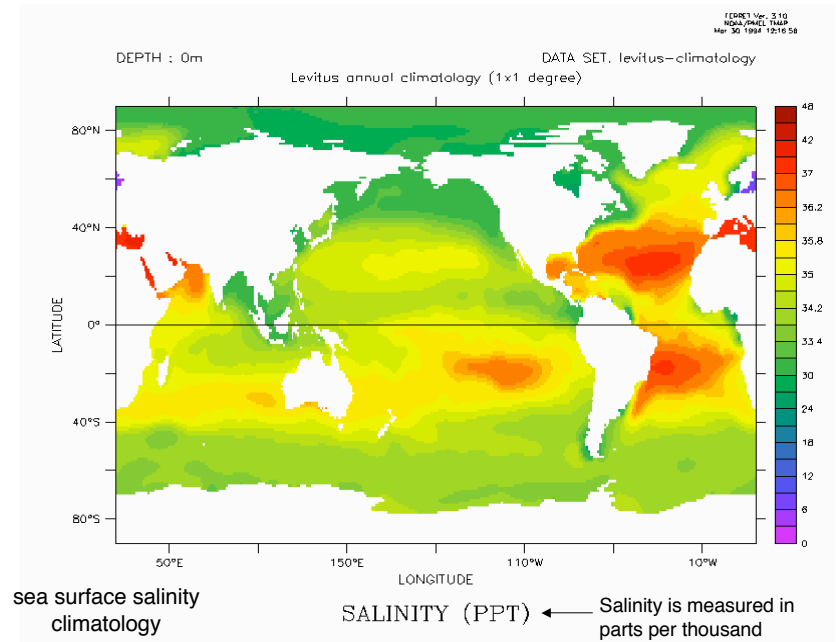 FERRET Ver. 3.10
NOAA/PMEL TMAP
Mar 30 1994 12:16:58
DEPTH : 0m
DATA SET. levitus-climatology
Levitus annual climatology (1x1 degree)
80°N
40°N
0°
40°S
80°S
LATITUDE
50°E
150°E
110°W
10°W
LONGITUDE
48
42
37
36.2
35.8
35
34.2
33.4
30
24
18
12
6
0
sea surface salinity
climatology
SALINITY (PPT)
Salinity is measured in
parts per thousand